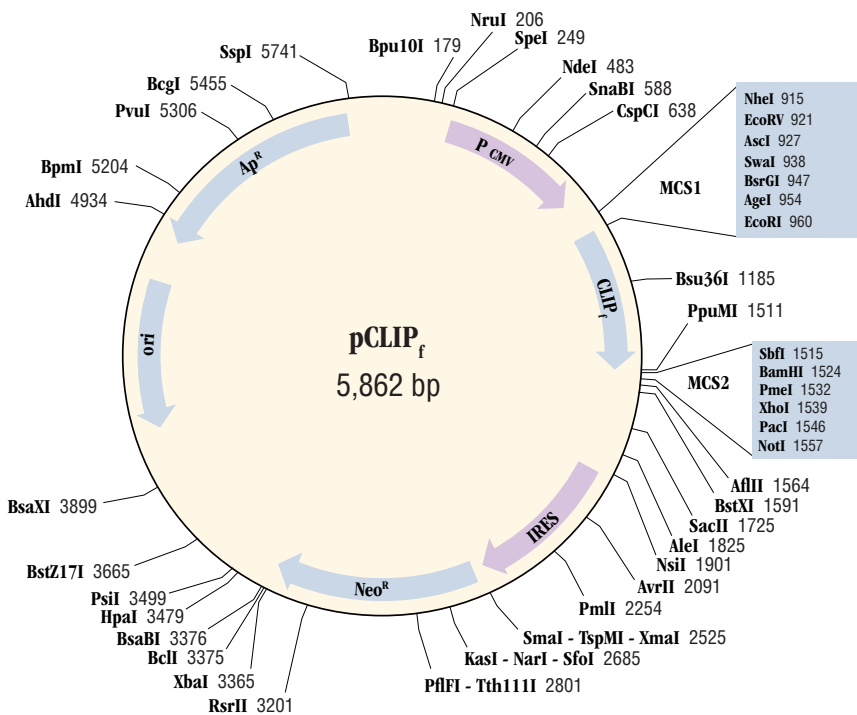 NruI 206
SpeI 249
Bpu10I 179
SspI 5741
NdeI 483
BcgI 5455
SnaBI 588
PvuI 5306
CspCI 638
BpmI 5204
AhdI 4934
Ap^R
P CMV
MCS1
NheI 915
EcoRV 921
AscI 927
SwaI 938
BsrGI 947
AgeI 954
EcoRI 960
Bsu36I 1185
CLIP_f
PpuMI 1511
ori
pCLIP_f
5,862 bp
MCS2
SbfI 1515
BamHI 1524
PmeI 1532
XhoI 1539
PacI 1546
NotI 1557
AflII 1564
BstXI 1591
SacII 1725
AleI 1825
NsiI 1901
AvrII 2091
PmlI 2254
IRES
Neo^R
BsaXI 3899
BstZ17I 3665
PsiI 3499
HpaI 3479
BsaBI 3376
BclI 3375
XbaI 3365
RsrII 3201
SmaI - TspMI - XmaI 2525
KasI - NarI - SfoI 2685
PflFI - Tth111I 2801